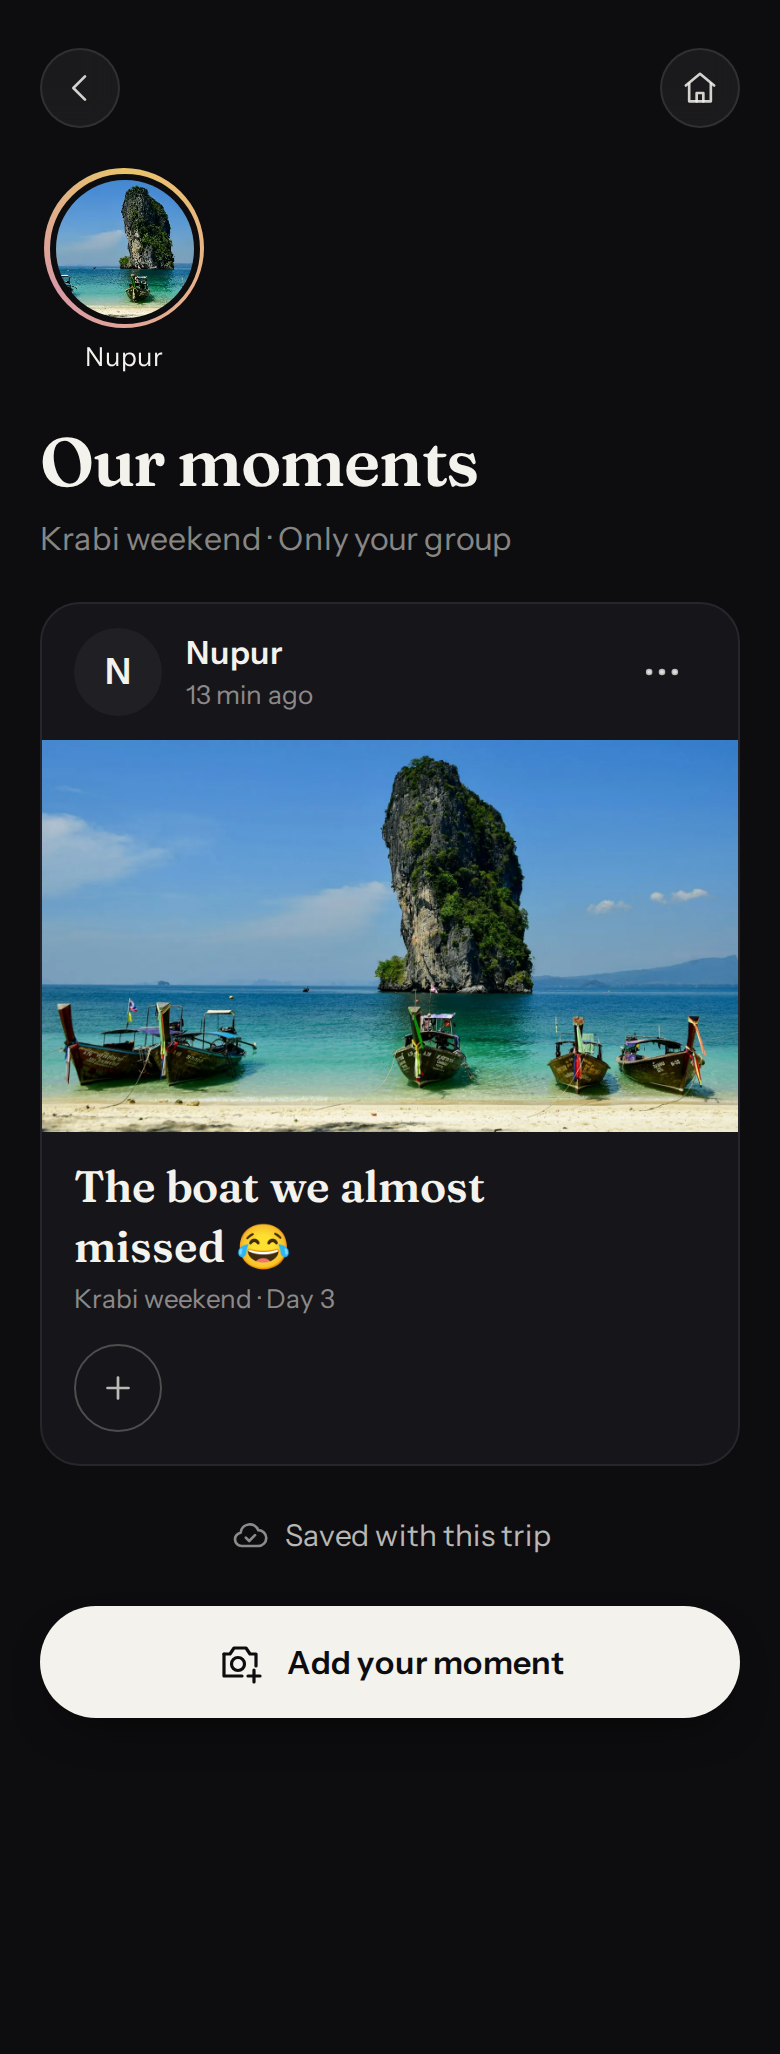 Nupur
Our moments
Krabi weekend · Only your group
N
Nupur
13 min ago
The boat we almost
missed 😂
Krabi weekend · Day 3
Saved with this trip
Add your moment